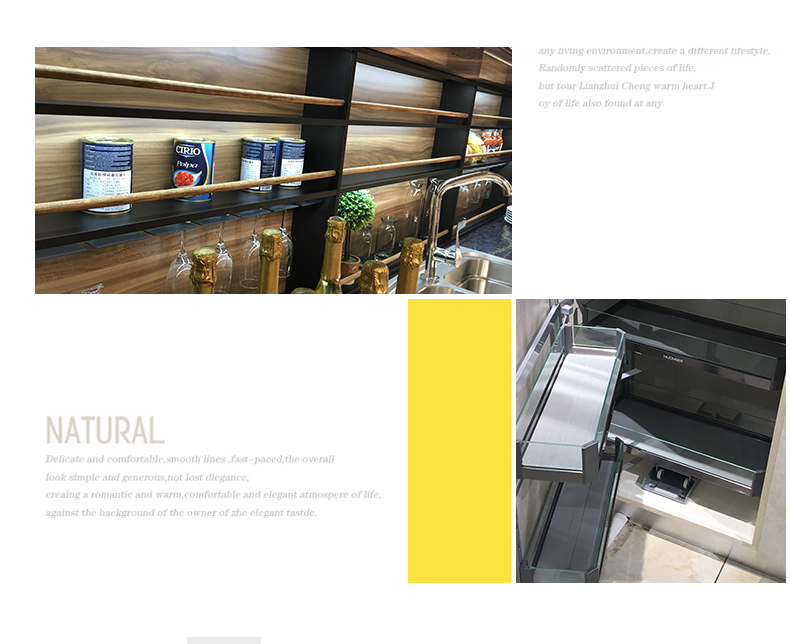 any living environment,create a different lifestyle.
Randomly scattered pieces of life,
but tour Lianzhui Cheng warm heart.J
oy of life also found at any
CIRIO
Polpa
NATURAL
Delicate and comfortable,smooth lines ,fast-paced,the overall
look simple and generous,not lost dlegance,
creaing a romantic and warm,comfortable and elegant atmospere of life,
against the background of the owner of zhe elegant tastde.